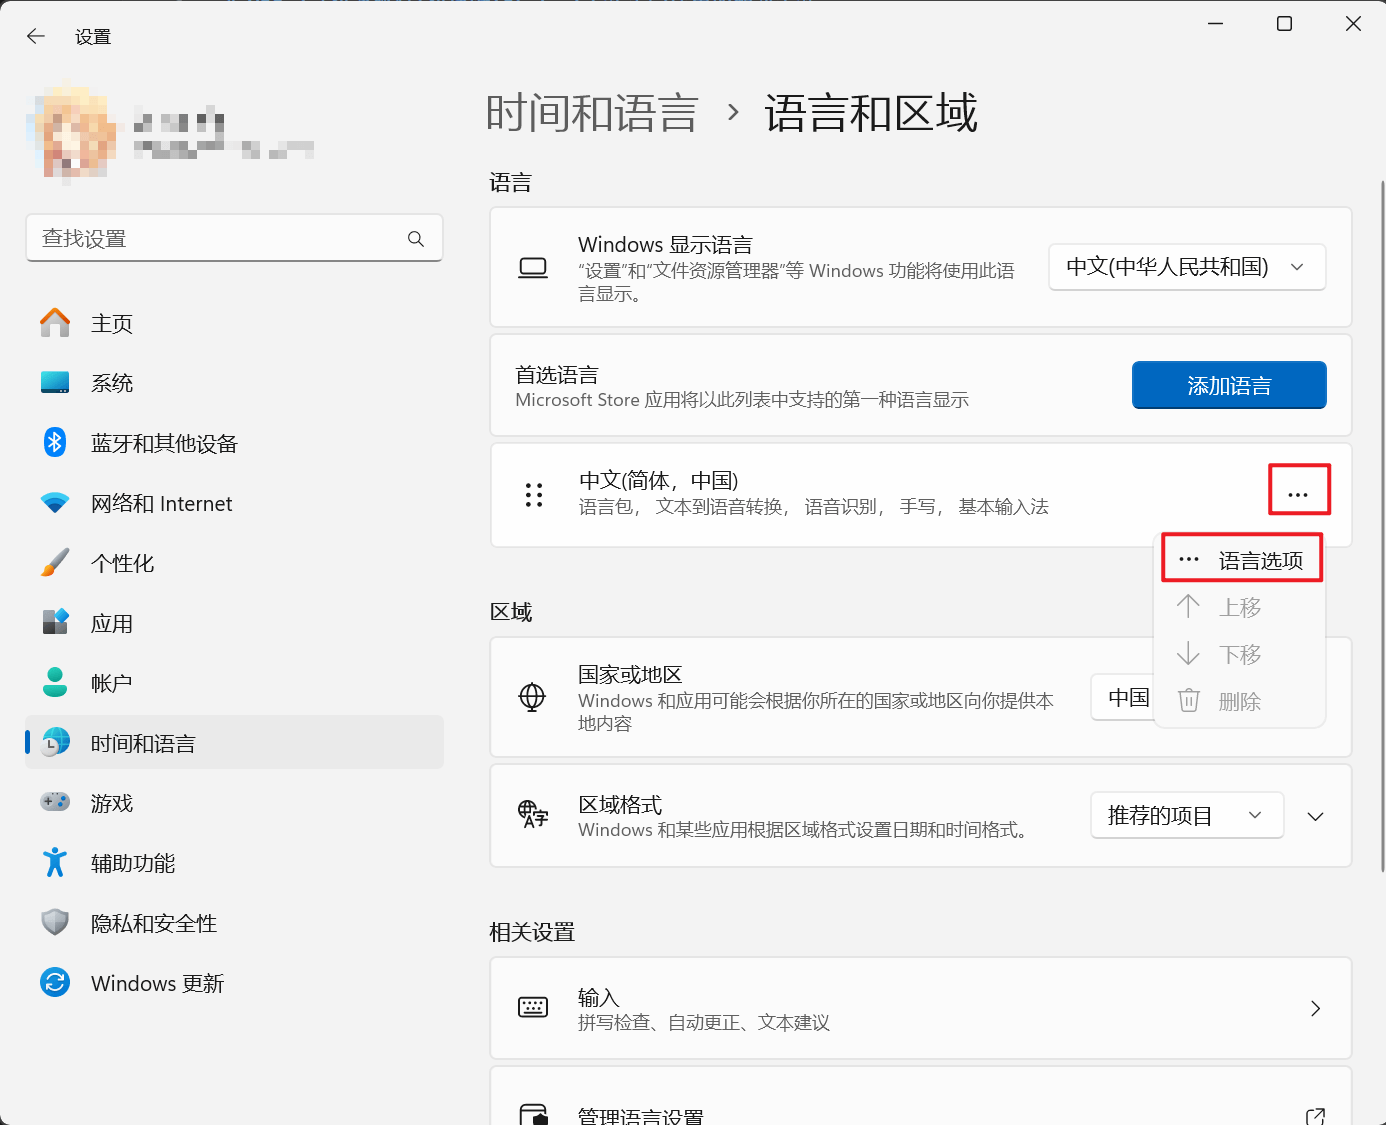 设置
时间和语言 › 语言和区域
查找设置
主页
系统
蓝牙和其他设备
网络和 Internet
个性化
应用
帐户
时间和语言
游戏
辅助功能
隐私和安全性
Windows 更新
语言
Windows 显示语言
“设置”和“文件资源管理器”等 Windows 功能将使用此语
言显示。
中文(中华人民共和国)
首选语言
Microsoft Store 应用将以此列表中支持的第一种语言显示
添加语言
中文(简体，中国)
语言包， 文本到语音转换， 语音识别， 手写， 基本输入法
...
... 语言选项
上移
下移
删除
区域
国家或地区
Windows 和应用可能会根据你所在的国家或地区向你提供本
地内容
中国
区域格式
Windows 和某些应用根据区域格式设置日期和时间格式。
推荐的项目
相关设置
输入
拼写检查、自动更正、文本建议
管理语言设置